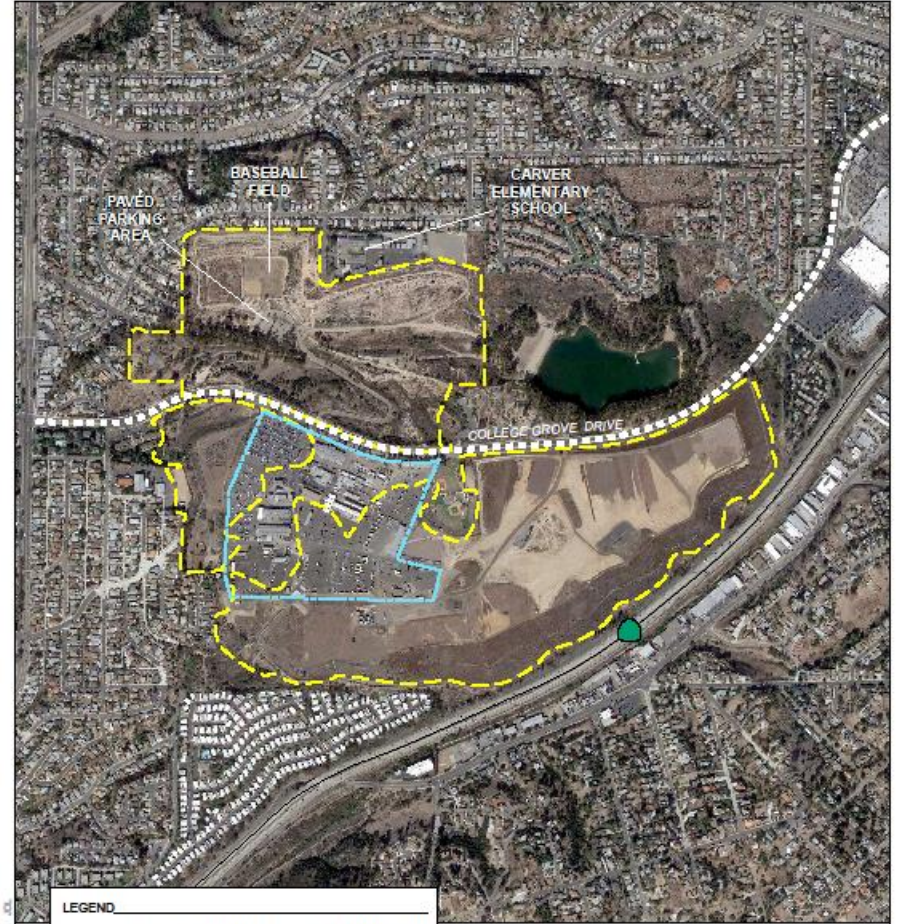 BASEBALL
FIELD
PAVED
PARKING
AREA
CARVER
ELEMENTARY
SCHOOL
COLLEGE GROVE DRIVE
LEGEND